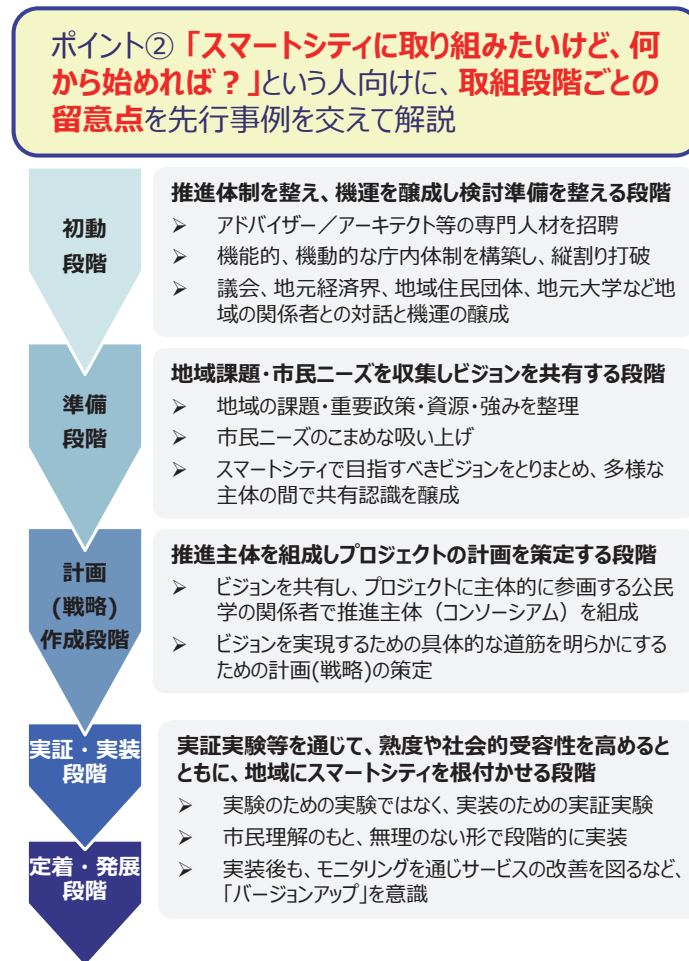 ポイント② 「スマートシティに取り組みたいけど、何
から始めれば？」という人向けに、取組段階ごとの
留意点を先行事例を交えて解説
初動
段階
推進体制を整え、機運を醸成し検討準備を整える段階
➢ アドバイザー／アーキテクト等の専門人材を招聘
➢ 機能的、機動的な庁内体制を構築し、縦割り打破
➢ 議会、地元経済界、地域住民団体、地元大学など地
域の関係者との対話と機運の醸成
準備
段階
地域課題・市民ニーズを収集しビジョンを共有する段階
➢ 地域の課題・重要政策・資源・強みを整理
➢ 市民ニーズのこまめな吸い上げ
➢ スマートシティで目指すべきビジョンをとりまとめ、多様な
主体の間で共有認識を醸成
計画
(戦略)
作成段階
推進主体を組成しプロジェクトの計画を策定する段階
➢ ビジョンを共有し、プロジェクトに主体的に参画する公民
学の関係者で推進主体（コンソーシアム）を組成
➢ ビジョンを実現するための具体的な道筋を明らかにする
ための計画(戦略)の策定
実証・実装
段階
定着・発展
段階
実証実験等を通じて、熟度や社会的受容性を高めると
ともに、地域にスマートシティを根付かせる段階
➢ 実験のための実験ではなく、実装のための実証実験
➢ 市民理解のもと、無理のない形で段階的に実装
➢ 実装後も、モニタリングを通じサービスの改善を図るなど、
「バージョンアップ」を意識